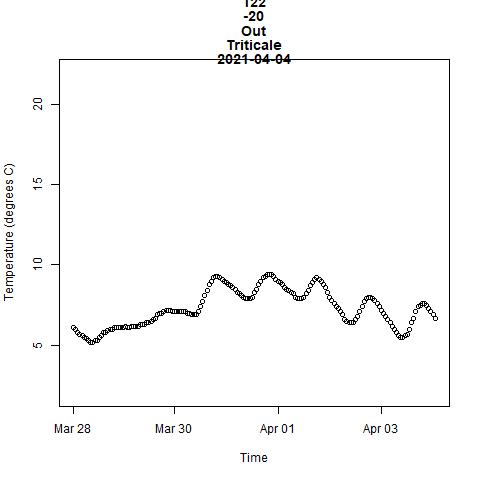 122
-20
Out
Triticale
2021-04-04
Temperature (degrees C)
20
15
10
5
Mar 28
Mar 30
Apr 01
Apr 03
Time